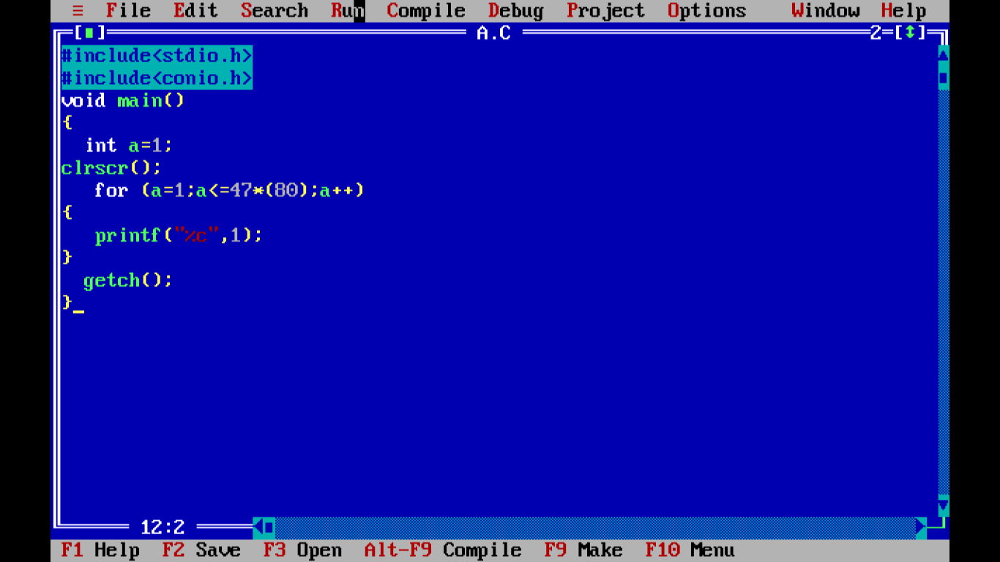 ≡ File Edit Search Run Compile Debug Project Options Window Help
[■] A.C 2=[↕]
#include<stdio.h>
#include<conio.h>
void main()
{
  int a=1;
clrscr();
   for (a=1;a<=47*(80);a++)
{
   printf("%c",1);
}
  getch();
}_
12:2
F1 Help F2 Save F3 Open Alt-F9 Compile F9 Make F10 Menu